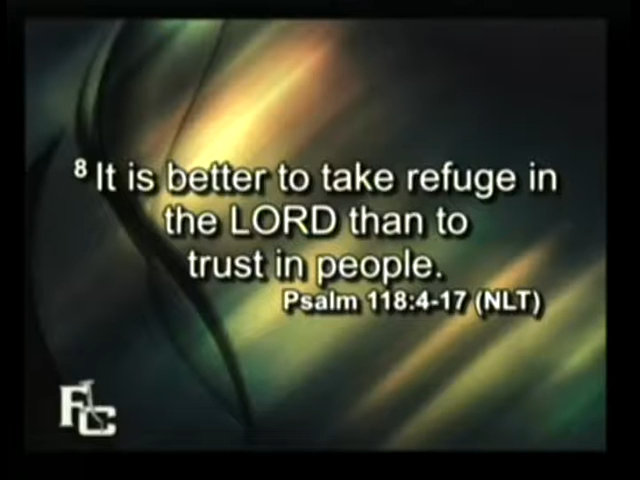 8 It is better to take refuge in
the LORD than to
trust in people.
Psalm 118:4-17 (NLT)
FLC